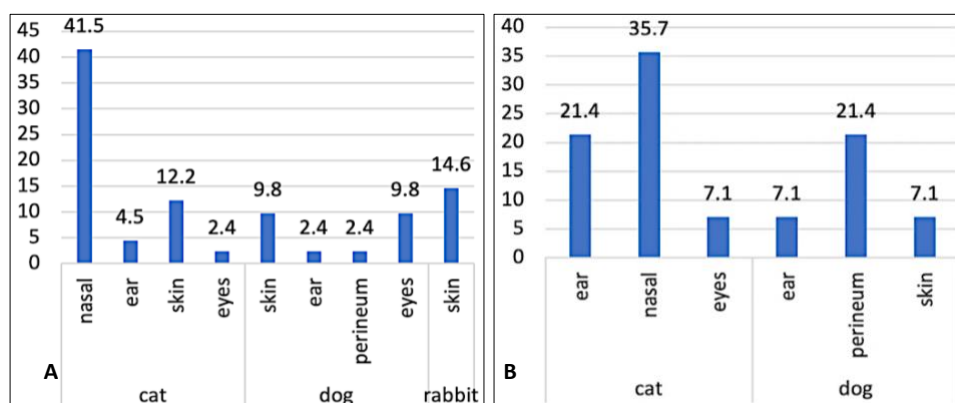 45
40
35
30
25
20
15
10
5
0
41.5
4.5
12.2
2.4
9.8
2.4
2.4
9.8
14.6
nasal
ear
skin
eyes
skin
ear
perineum
eyes
skin
cat
dog
rabbit
A
40
35
30
25
20
15
10
5
0
21.4
35.7
7.1
7.1
21.4
7.1
ear
nasal
eyes
ear
perineum
skin
cat
dog
B